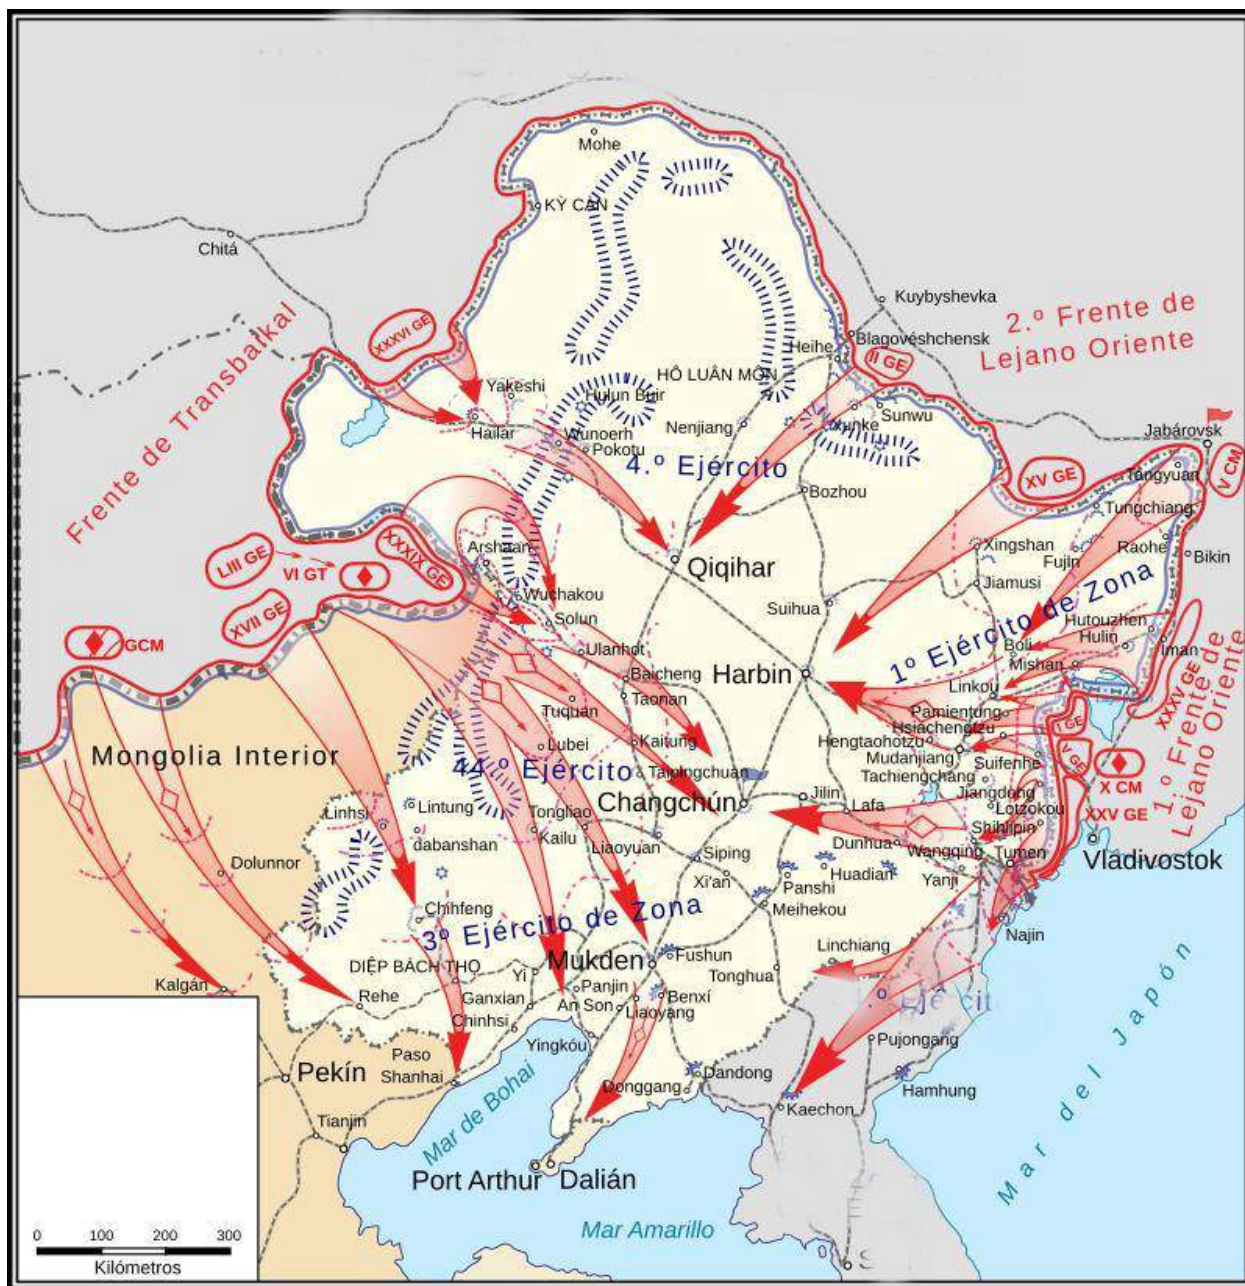 Mohe
KỲ CAN
Chitá
Kuybyshevka
2.º Frente de
Lejano Oriente
Frente de Transbaikal
XXXVI GE
Blagovéshchensk
Heihe
II GE
HÔ LUÂN MÔN
Yakeshi
Hulun Buir
Sunwu
Xunke
Hailar
Wunoerh
Nenjiang
Pokotu
Jabárovsk
4.º Ejército
XV GE
V CM
Tangyuan
Bozhou
Tungchiang
Arshaan
XXXIX GE
LIII GE
VI GT
Xingshan
Raohe
Fujin
Bikin
Qiqihar
Jiamusi
Wuchakou
Suihua
XVII GE
Solun
1º Ejército de Zona
Hutouzhen
Hulin
GCM
Ulanhot
Boli
Iman
Mishan
Baicheng
Harbin
Taonan
Linkou
XXXV GE
1.º Frente de
Lejano Oriente
Tuquan
Pamientung
Hsiachengtzu
I GE
Mongolia Interior
Lubei
Kaitung
Hengtaohotzu
Mudanjiang
Suifenhe
V GE
44.º Ejército
Taipingchuan
Tachiengchang
X CM
Jiangdong
Lintung
Changchún
Jilin
Lafa
Lotzokou
XXV GE
Linhsi
Tongliao
Shihlipin
dabanshan
Kailu
Liaoyuan
Dunhua
Wangqing
Tumen
Vladivostok
Siping
Dolunnor
Xi'an
Panshi
Huadian
Yanji
Chihfeng
Meihekou
3º Ejército de Zona
Najin
Linchiang
Fushun
Mukden
DIỆP BÁCH THỌ
Yi
Tonghua
Kalgán
Panjin
Rehe
Ganxian
An Son
Benxí
.º Ejército
Liaoyang
Chinhsi
Yingkóu
Pujongang
Paso
Shanhai
Pekín
Mar de Bohai
Donggang
Dandong
Hamhung
Kaechon
Tianjin
Mar del Japón
Port Arthur
Dalián
Mar Amarillo
0 100 200 300
Kilómetros